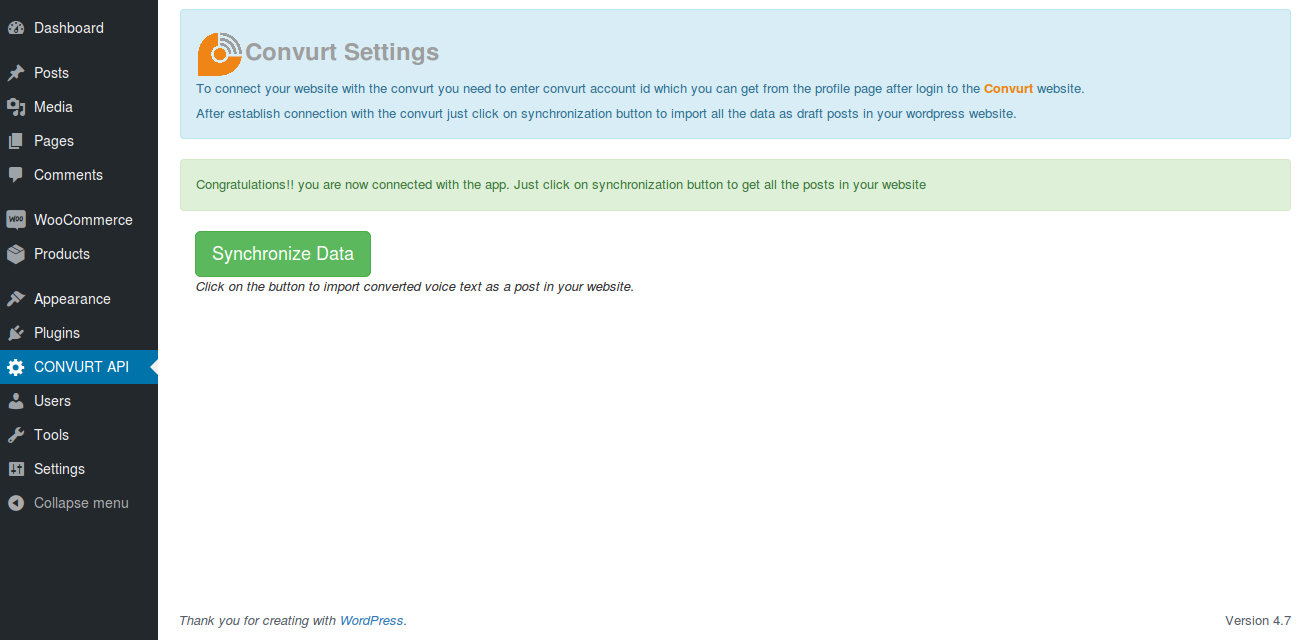 Dashboard
Posts
Media
Pages
Comments
WOO WooCommerce
Products
Appearance
Plugins
CONVURT API
Users
Tools
Settings
Collapse menu
Convurt Settings
To connect your website with the convurt you need to enter convurt account id which you can get from the profile page after login to the Convurt website.
After establish connection with the convurt just click on synchronization button to import all the data as draft posts in your wordpress website.
Congratulations!! you are now connected with the app. Just click on synchronization button to get all the posts in your website
Synchronize Data
Click on the button to import converted voice text as a post in your website.
Thank you for creating with WordPress.
Version 4.7